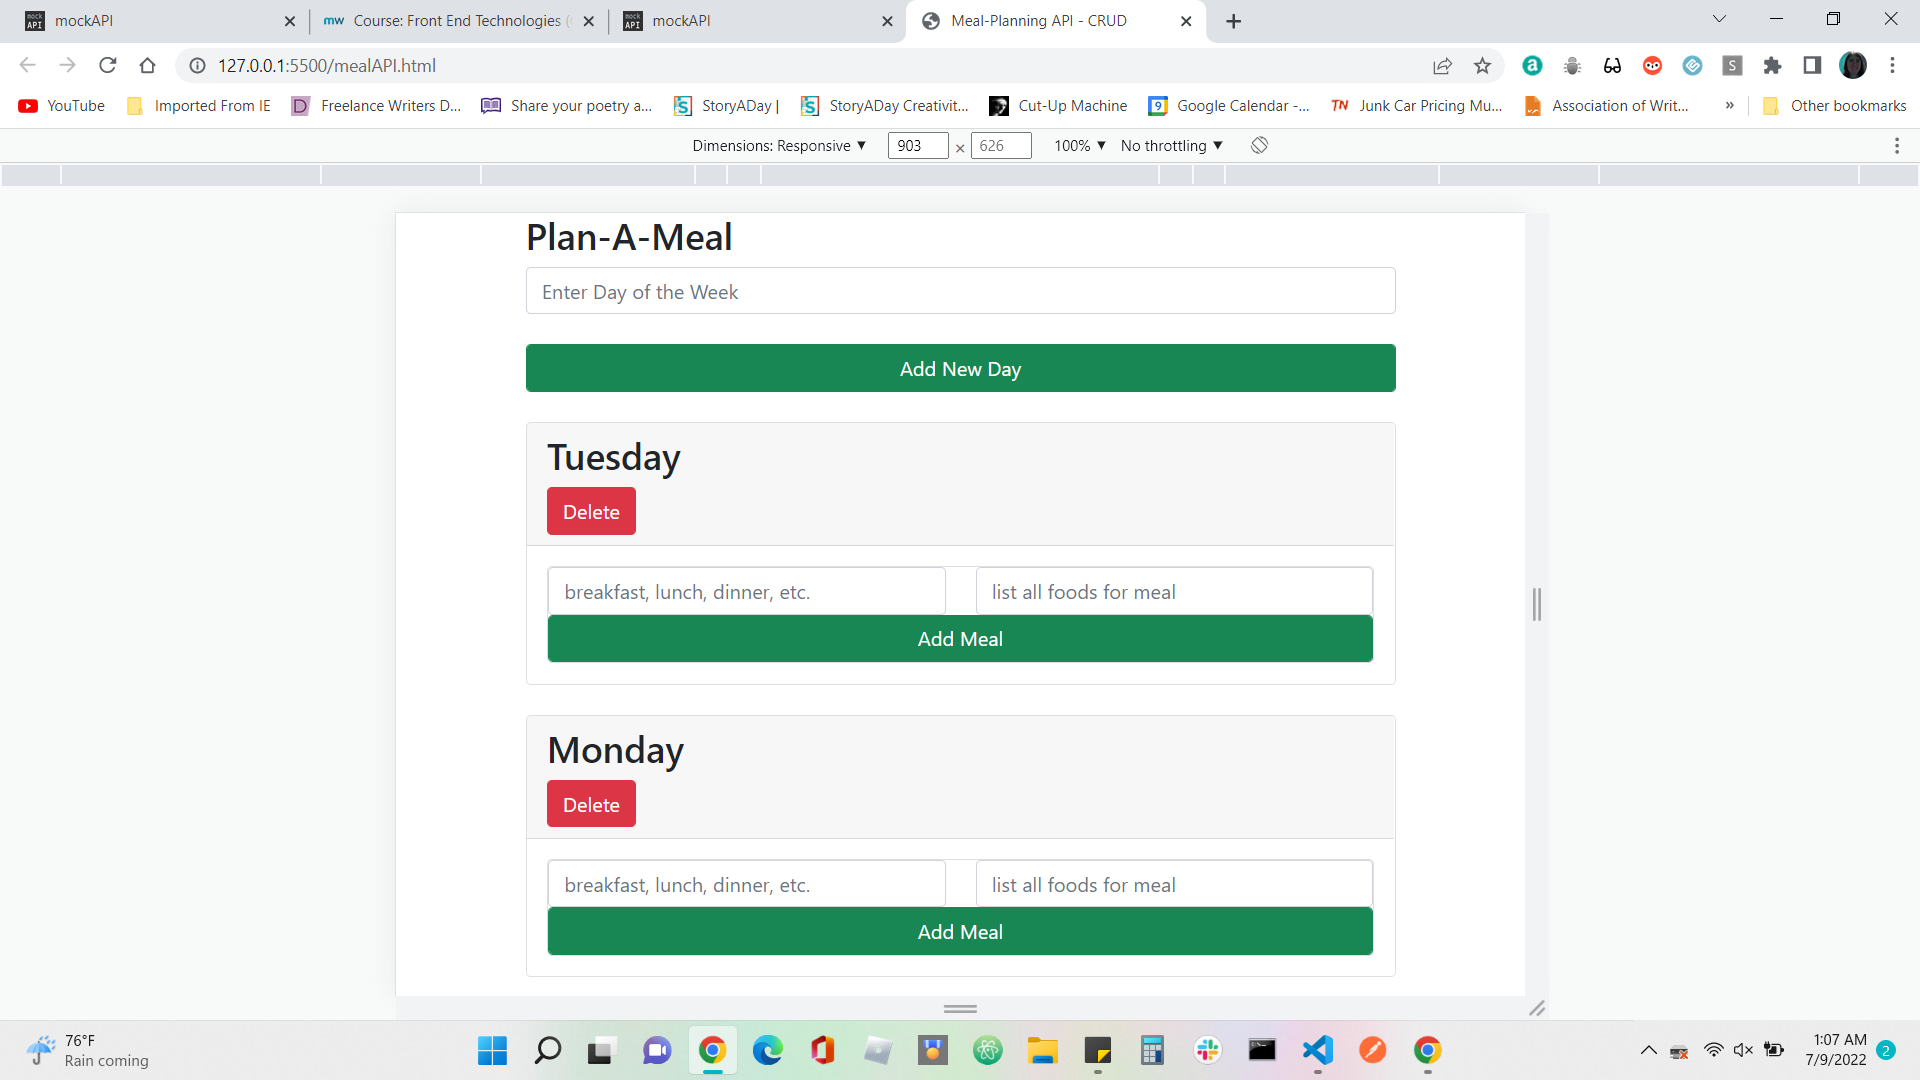 mockAPI
Course: Front End Technologies (
mockAPI
Meal-Planning API - CRUD
127.0.0.1:5500/mealAPI.html
YouTube
Imported From IE
Freelance Writers D...
Share your poetry a...
StoryADay |
StoryADay Creativit...
Cut-Up Machine
Google Calendar -...
Junk Car Pricing Mu...
Association of Writ...
»
Other bookmarks
Dimensions: Responsive ▼ 903 × 626 100% ▼ No throttling ▼
Plan-A-Meal
Enter Day of the Week
Add New Day
Tuesday
Delete
breakfast, lunch, dinner, etc.
list all foods for meal
Add Meal
Monday
Delete
breakfast, lunch, dinner, etc.
list all foods for meal
Add Meal
76°F
Rain coming
1:07 AM
7/9/2022
2